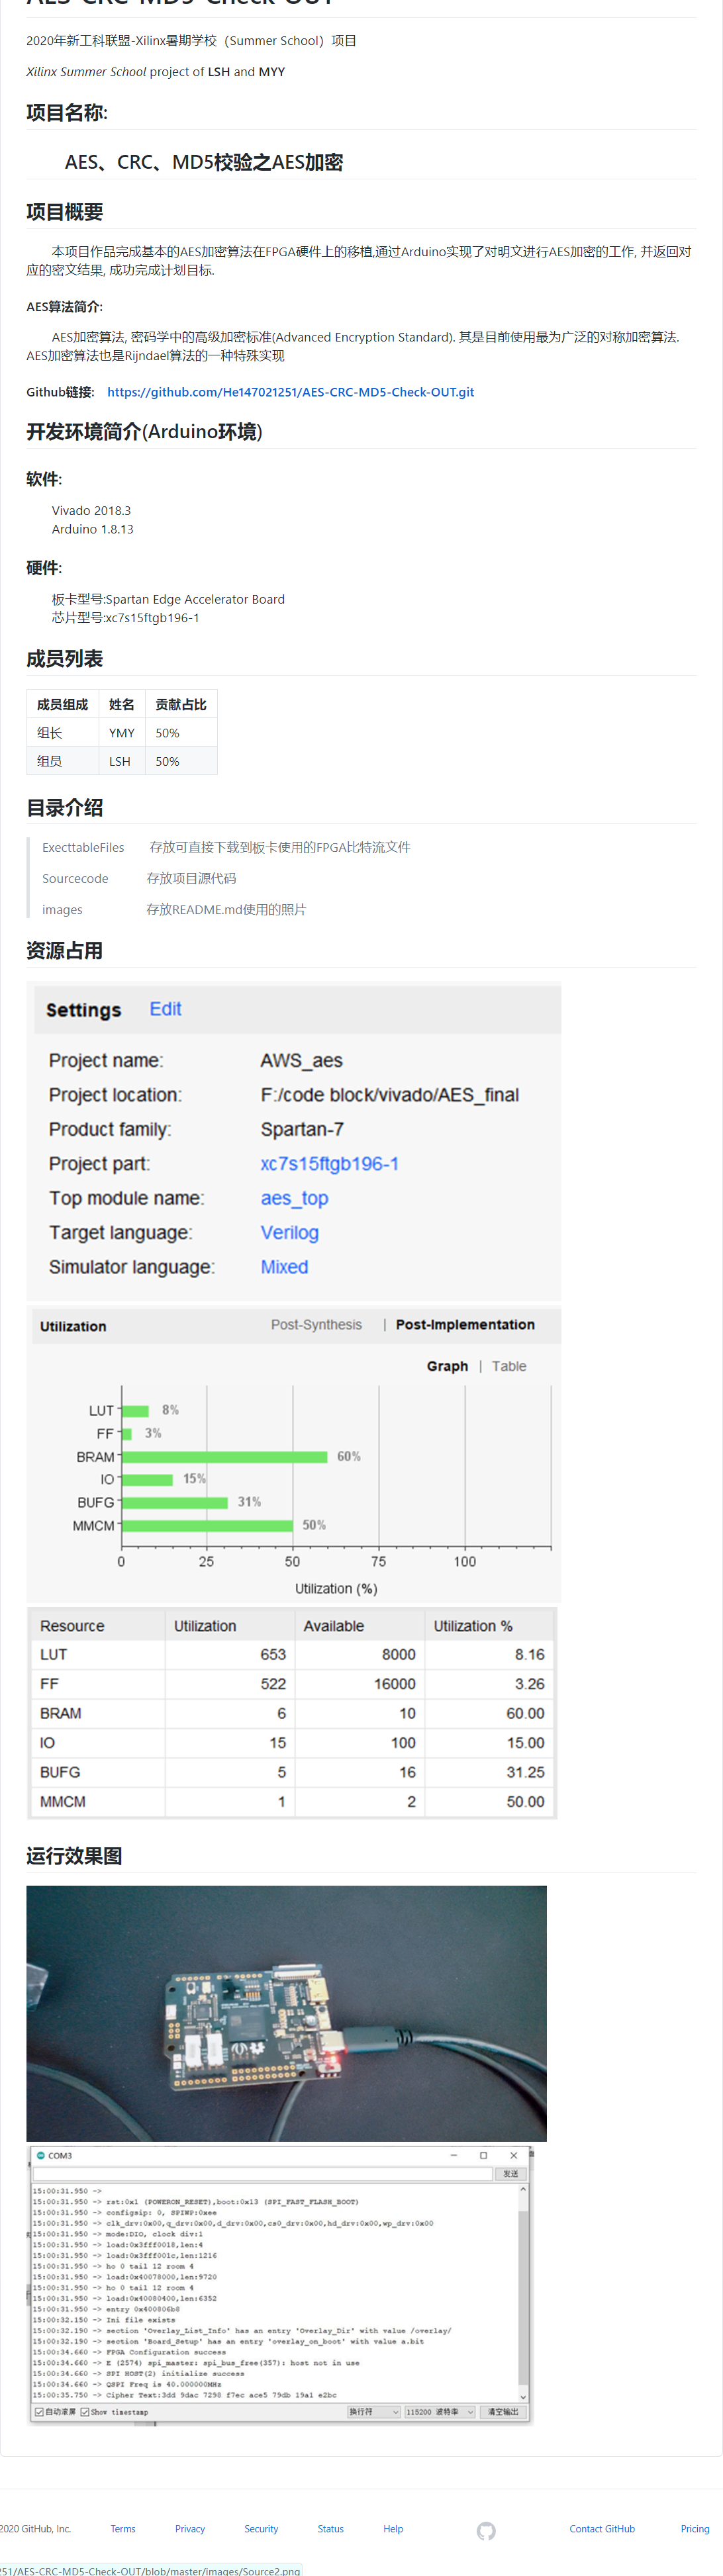 AES-CRC-MD5-Check-OUT
2020年新工科联盟-Xilinx暑期学校（Summer School）项目
Xilinx Summer School project of LSH and MYY
项目名称:
AES、CRC、MD5校验之AES加密
项目概要
本项目作品完成基本的AES加密算法在FPGA硬件上的移植,通过Arduino实现了对明文进行AES加密的工作, 并返回对
应的密文结果, 成功完成计划目标.
AES算法简介:
AES加密算法, 密码学中的高级加密标准(Advanced Encryption Standard). 其是目前使用最为广泛的对称加密算法.
AES加密算法也是Rijndael算法的一种特殊实现
Github链接: https://github.com/He147021251/AES-CRC-MD5-Check-OUT.git
开发环境简介(Arduino环境)
软件:
Vivado 2018.3
Arduino 1.8.13
硬件:
板卡型号:Spartan Edge Accelerator Board
芯片型号:xc7s15ftgb196-1
成员列表
成员组成 姓名 贡献占比
组长 YMY 50%
组员 LSH 50%
目录介绍
ExecttableFiles 存放可直接下载到板卡使用的FPGA比特流文件
Sourcecode 存放项目源代码
images 存放README.md使用的照片
资源占用
Settings Edit
Project name: AWS_aes
Project location: F:/code block/vivado/AES_final
Product family: Spartan-7
Project part: xc7s15ftgb196-1
Top module name: aes_top
Target language: Verilog
Simulator language: Mixed
Utilization Post-Synthesis | Post-Implementation
Graph | Table
LUT 8%
FF 3%
BRAM 60%
IO 15%
BUFG 31%
MMCM 50%
0 25 50 75 100
Utilization (%)
Resource Utilization Available Utilization %
LUT 653 8000 8.16
FF 522 16000 3.26
BRAM 6 10 60.00
IO 15 100 15.00
BUFG 5 16 31.25
MMCM 1 2 50.00
运行效果图
COM3
发送
15:00:31.950 ->
15:00:31.950 -> rst:0x1 (POWERON_RESET),boot:0x13 (SPI_FAST_FLASH_BOOT)
15:00:31.950 -> configsip: 0, SPIWP:0xee
15:00:31.950 -> clk_drv:0x00,q_drv:0x00,d_drv:0x00,cs0_drv:0x00,hd_drv:0x00,wp_drv:0x00
15:00:31.950 -> mode:DIO, clock div:1
15:00:31.950 -> load:0x3fff0018,len:4
15:00:31.950 -> load:0x3fff001c,len:1216
15:00:31.950 -> ho 0 tail 12 room 4
15:00:31.950 -> load:0x40078000,len:9720
15:00:31.950 -> ho 0 tail 12 room 4
15:00:31.950 -> load:0x40080400,len:6352
15:00:31.950 -> entry 0x400806b8
15:00:32.150 -> Ini file exists
15:00:32.190 -> section 'Overlay_List_Info' has an entry 'Overlay_Dir' with value /overlay/
15:00:32.190 -> section 'Board_Setup' has an entry 'overlay_on_boot' with value a.bit
15:00:34.660 -> FPGA Configuration success
15:00:34.660 -> E (2574) spi_master: spi_bus_free(357): host not in use
15:00:34.660 -> SPI HOST(2) initialize success
15:00:34.660 -> QSPI Freq is 40.000000MHz
15:00:35.750 -> Cipher Text:3dd 9dac 7298 f7ec ace5 79db 19a1 e2bc
自动滚屏 Show timestamp 换行符 115200 波特率 清空输出
2020 GitHub, Inc. Terms Privacy Security Status Help Contact GitHub Pricing
251/AES-CRC-MD5-Check-OUT/blob/master/images/Source2.png